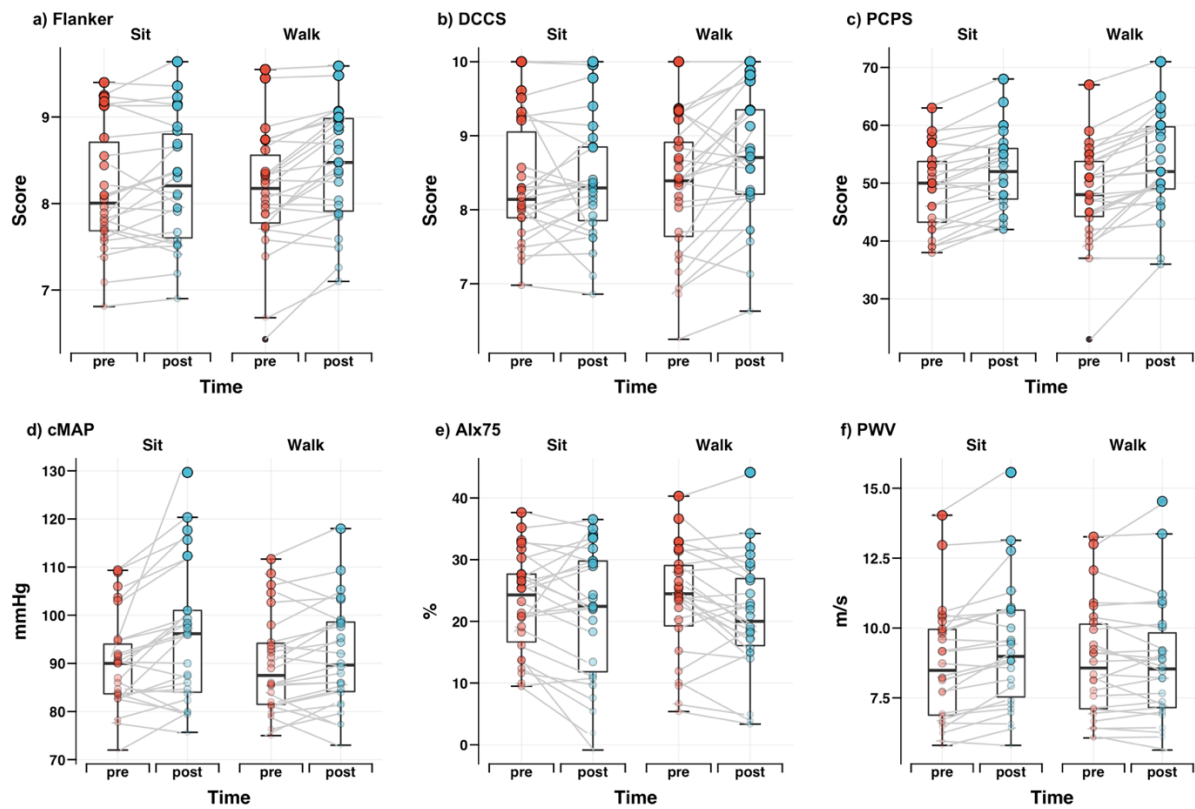 a) Flanker
Sit Walk
Score
9
8
7
pre post pre post
Time
b) DCCS
Sit Walk
Score
10
9
8
7
pre post pre post
Time
c) PCPS
Sit Walk
Score
70
60
50
40
30
pre post pre post
Time
d) cMAP
Sit Walk
mmHg
130
120
110
100
90
80
70
pre post pre post
Time
e) AIx75
Sit Walk
%
40
30
20
10
0
pre post pre post
Time
f) PWV
Sit Walk
m/s
15.0
12.5
10.0
7.5
pre post pre post
Time